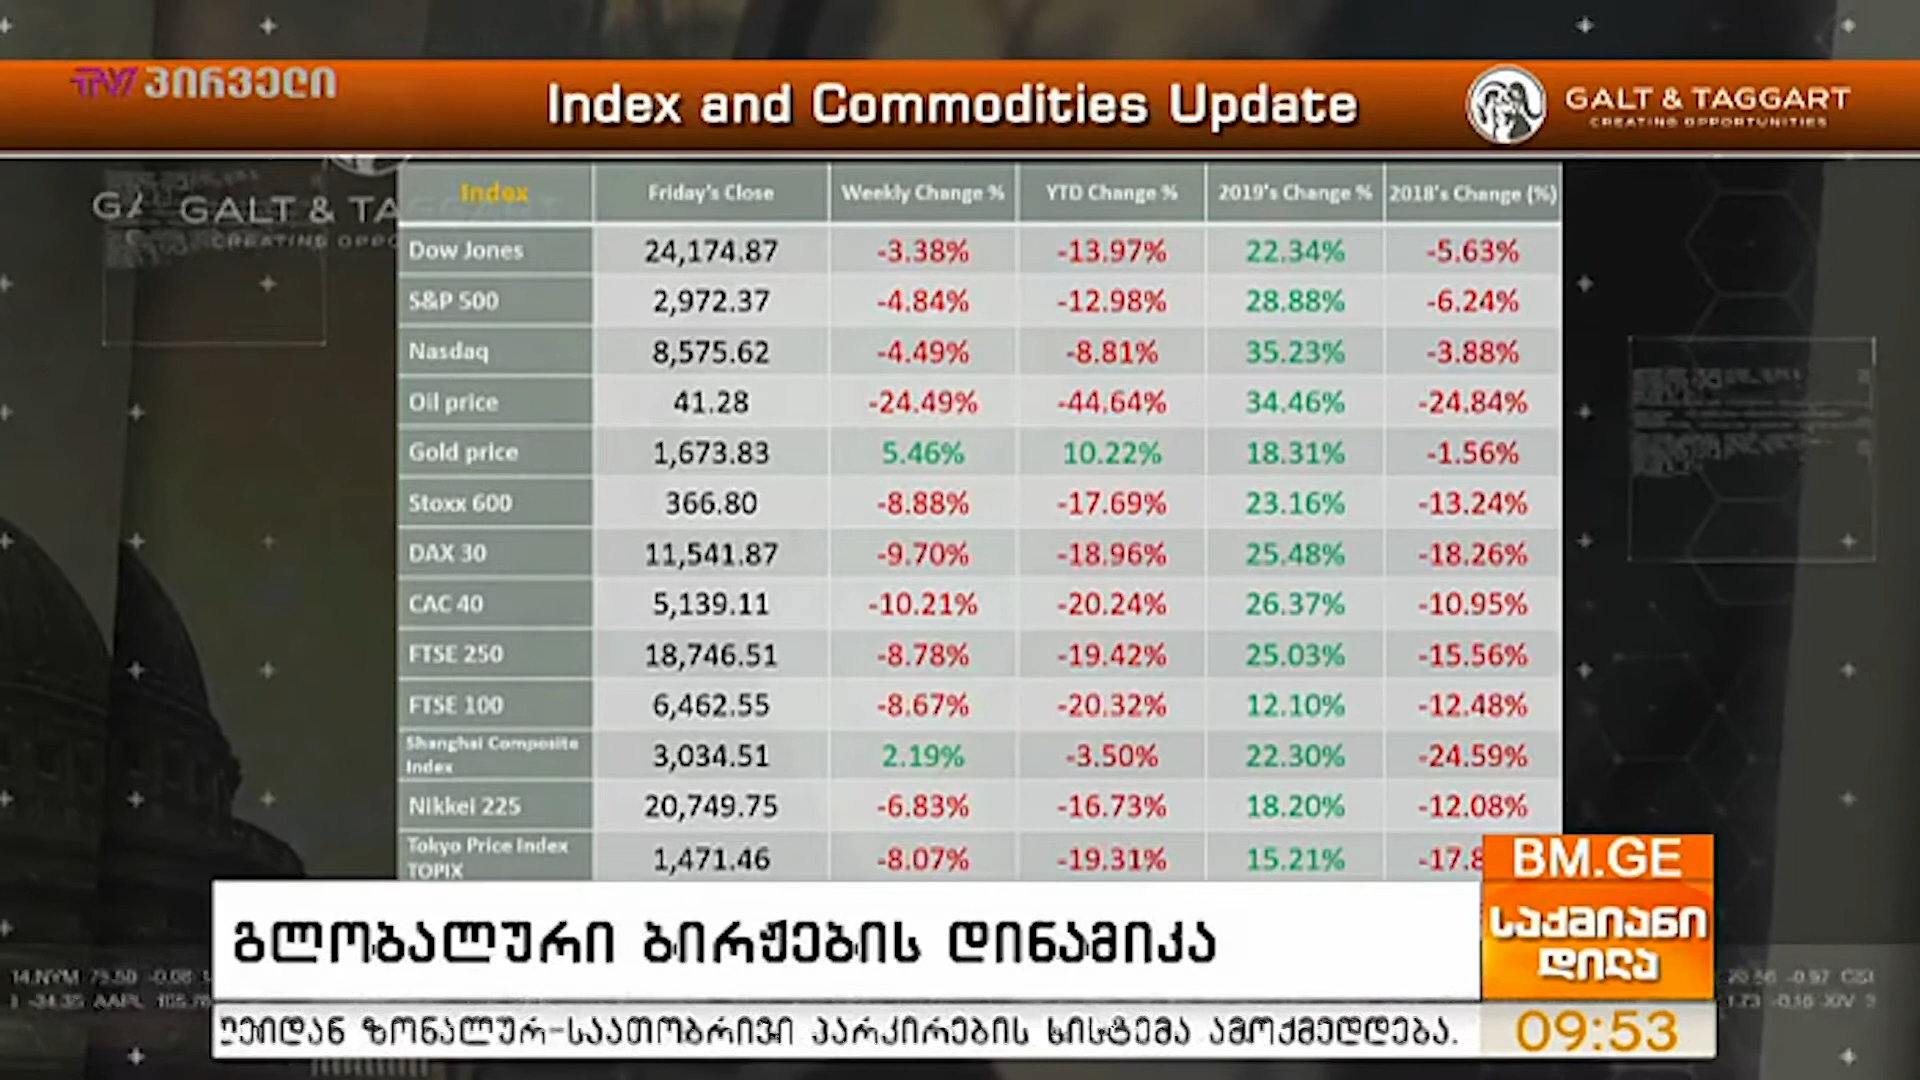 პირველი
Index and Commodities Update
GALT & TAGGART
CREATING OPPORTUNITIES
GALT & TA
CREATING OPPO
Index Friday's Close Weekly Change % YTD Change % 2019's Change % 2018's Change (%)
Dow Jones 24,174.87 -3.38% -13.97% 22.34% -5.63%
S&P 500 2,972.37 -4.84% -12.98% 28.88% -6.24%
Nasdaq 8,575.62 -4.49% -8.81% 35.23% -3.88%
Oil price 41.28 -24.49% -44.64% 34.46% -24.84%
Gold price 1,673.83 5.46% 10.22% 18.31% -1.56%
Stoxx 600 366.80 -8.88% -17.69% 23.16% -13.24%
DAX 30 11,541.87 -9.70% -18.96% 25.48% -18.26%
CAC 40 5,139.11 -10.21% -20.24% 26.37% -10.95%
FTSE 250 18,746.51 -8.78% -19.42% 25.03% -15.56%
FTSE 100 6,462.55 -8.67% -20.32% 12.10% -12.48%
Shanghai Composite
Index 3,034.51 2.19% -3.50% 22.30% -24.59%
Nikkei 225 20,749.75 -6.83% -16.73% 18.20% -12.08%
Tokyo Price Index
TOPIX 1,471.46 -8.07% -19.31% 15.21% -17.8
BM.GE
საქმიანი
დილა
გლობალური ბირჟების დინამიკა
ზონალურ-საათობრივი პარკირების სისტემა ამოქმედდება.
09:53